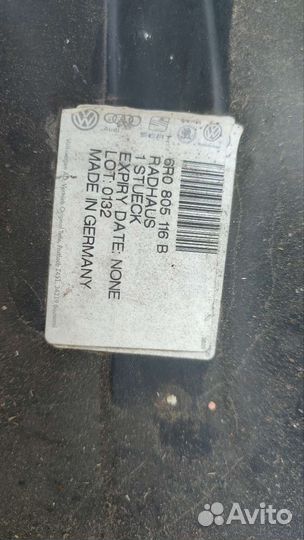 6R0 805 116 B
RADHAUS
1 STUECK
EXPIRY DATE: NONE
LOT: 0132
MADE IN GERMANY
Avito